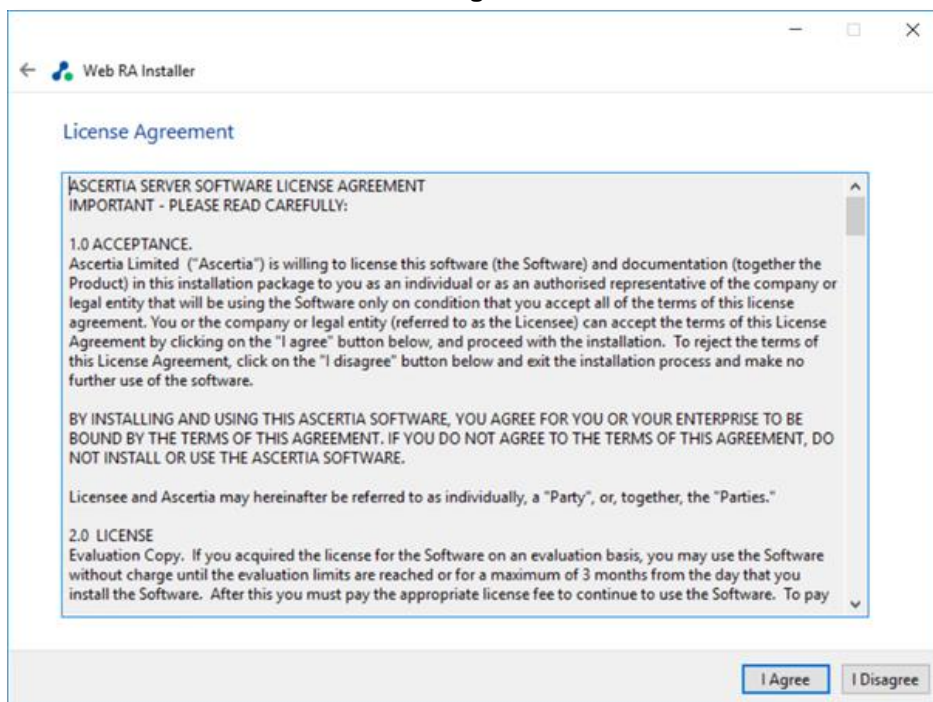 Web RA Installer
License Agreement
ASCERTIA SERVER SOFTWARE LICENSE AGREEMENT
IMPORTANT - PLEASE READ CAREFULLY:
1.0 ACCEPTANCE.
Ascertia Limited  ("Ascertia") is willing to license this software (the Software) and documentation (together the
Product) in this installation package to you as an individual or as an authorised representative of the company or
legal entity that will be using the Software only on condition that you accept all of the terms of this license
agreement. You or the company or legal entity (referred to as the Licensee) can accept the terms of this License
Agreement by clicking on the "I agree" button below, and proceed with the installation.  To reject the terms of
this License Agreement, click on the "I disagree" button below and exit the installation process and make no
further use of the software.
BY INSTALLING AND USING THIS ASCERTIA SOFTWARE, YOU AGREE FOR YOU OR YOUR ENTERPRISE TO BE
BOUND BY THE TERMS OF THIS AGREEMENT. IF YOU DO NOT AGREE TO THE TERMS OF THIS AGREEMENT, DO
NOT INSTALL OR USE THE ASCERTIA SOFTWARE.
Licensee and Ascertia may hereinafter be referred to as individually, a "Party", or, together, the "Parties."
2.0  LICENSE
Evaluation Copy.  If you acquired the license for the Software on an evaluation basis, you may use the Software
without charge until the evaluation limits are reached or for a maximum of 3 months from the day that you
install the Software.  After this you must pay the appropriate license fee to continue to use the Software.  To pay
I Agree
I Disagree